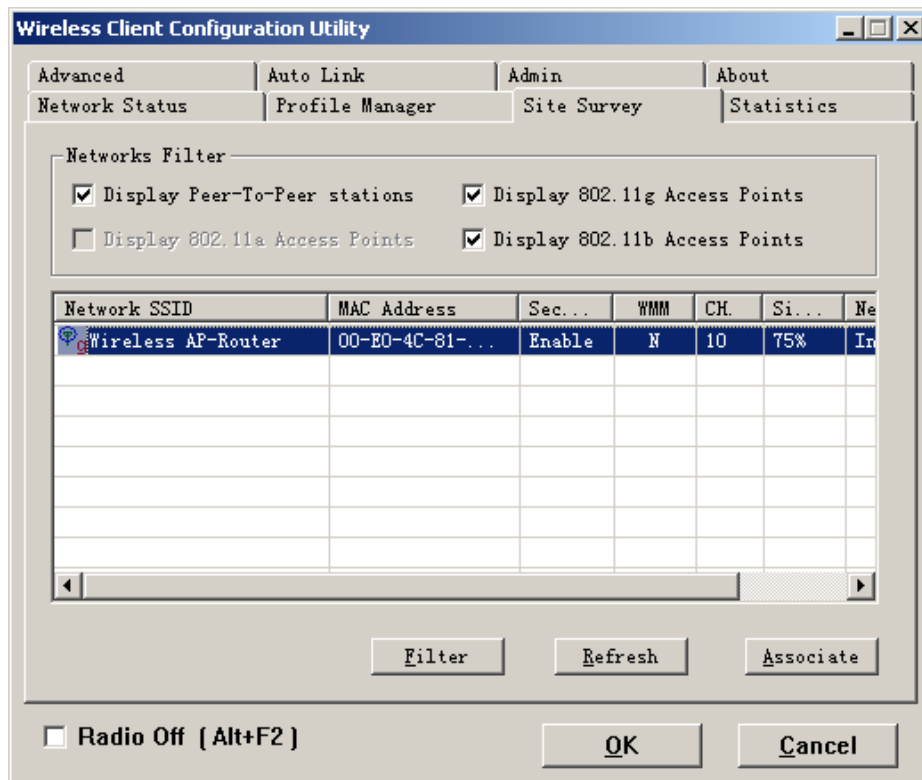 Wireless Client Configuration Utility
Advanced Auto Link Admin About
Network Status Profile Manager Site Survey Statistics
Networks Filter
Display Peer-To-Peer stations Display 802.11g Access Points
Display 802.11a Access Points Display 802.11b Access Points
Network SSID MAC Address Sec... WMM CH. Si... Ne
g Wireless AP-Router 00-E0-4C-81-... Enable N 10 75% In
Filter Refresh Associate
Radio Off ( Alt+F2 ) OK Cancel